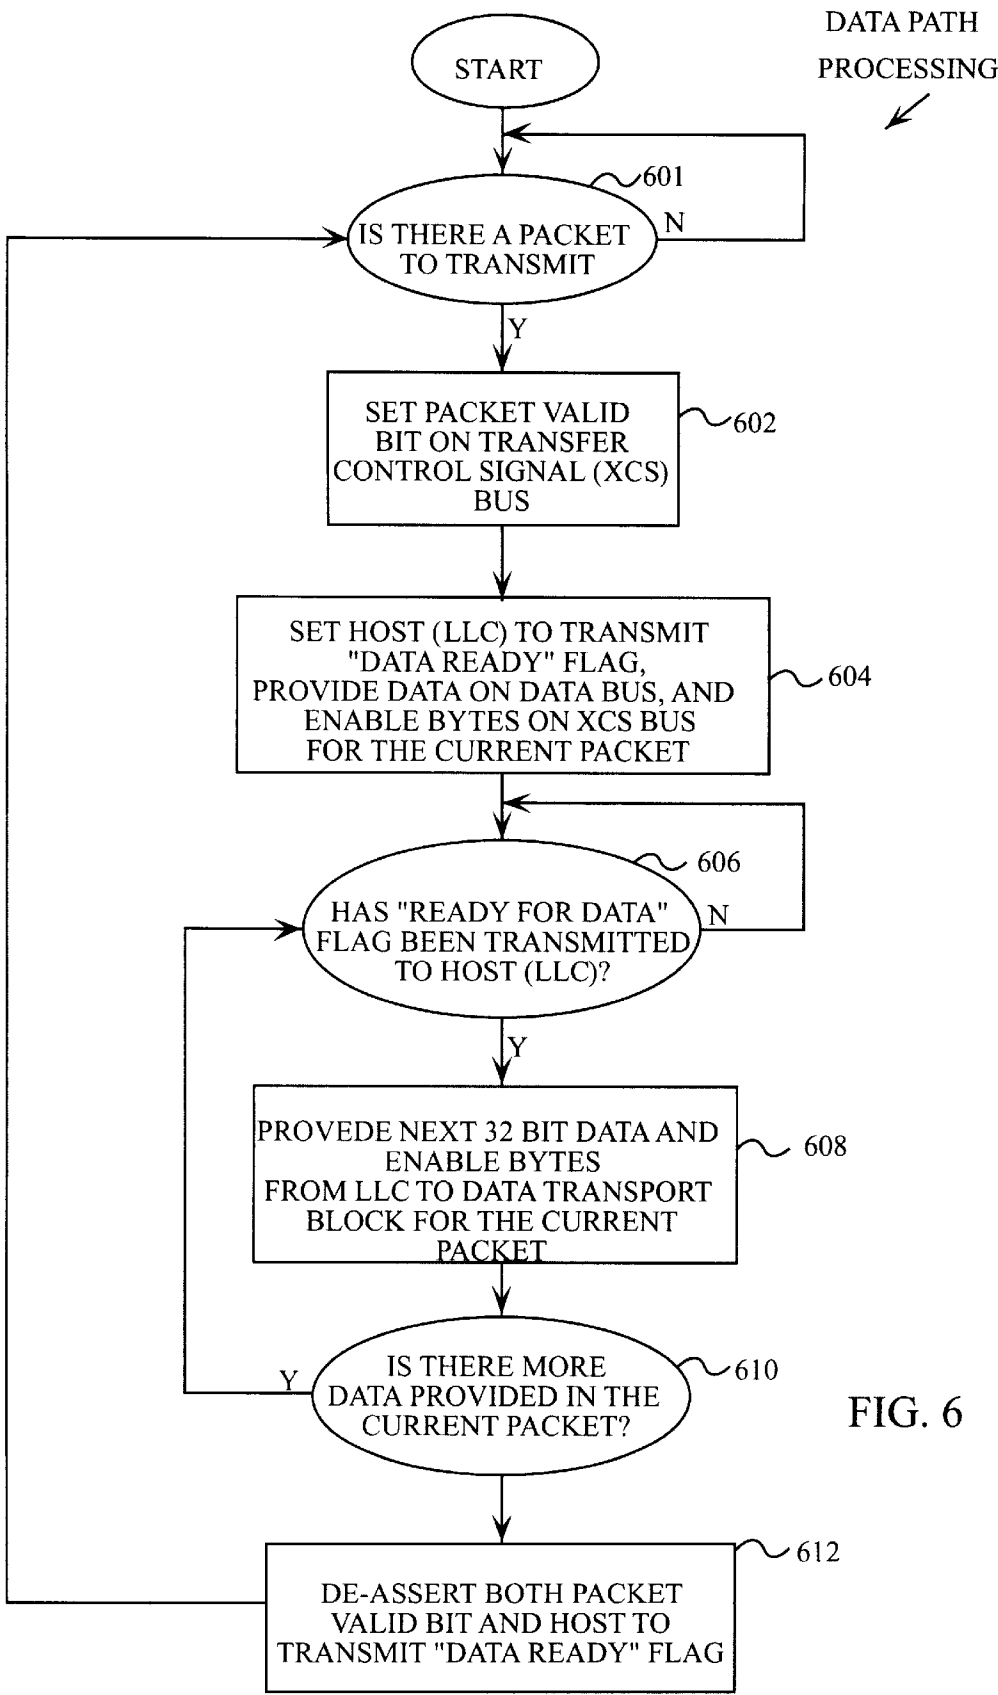 DATA PATH
PROCESSING
START
601
IS THERE A PACKET
TO TRANSMIT
N
Y
SET PACKET VALID
BIT ON TRANSFER
CONTROL SIGNAL (XCS)
BUS
602
SET HOST (LLC) TO TRANSMIT
"DATA READY" FLAG,
PROVIDE DATA ON DATA BUS, AND
ENABLE BYTES ON XCS BUS
FOR THE CURRENT PACKET
604
606
HAS "READY FOR DATA"
FLAG BEEN TRANSMITTED
TO HOST (LLC)?
N
Y
PROVEDE NEXT 32 BIT DATA AND
ENABLE BYTES
FROM LLC TO DATA TRANSPORT
BLOCK FOR THE CURRENT
PACKET
608
IS THERE MORE
DATA PROVIDED IN THE
CURRENT PACKET?
610
Y
FIG. 6
612
DE-ASSERT BOTH PACKET
VALID BIT AND HOST TO
TRANSMIT "DATA READY" FLAG